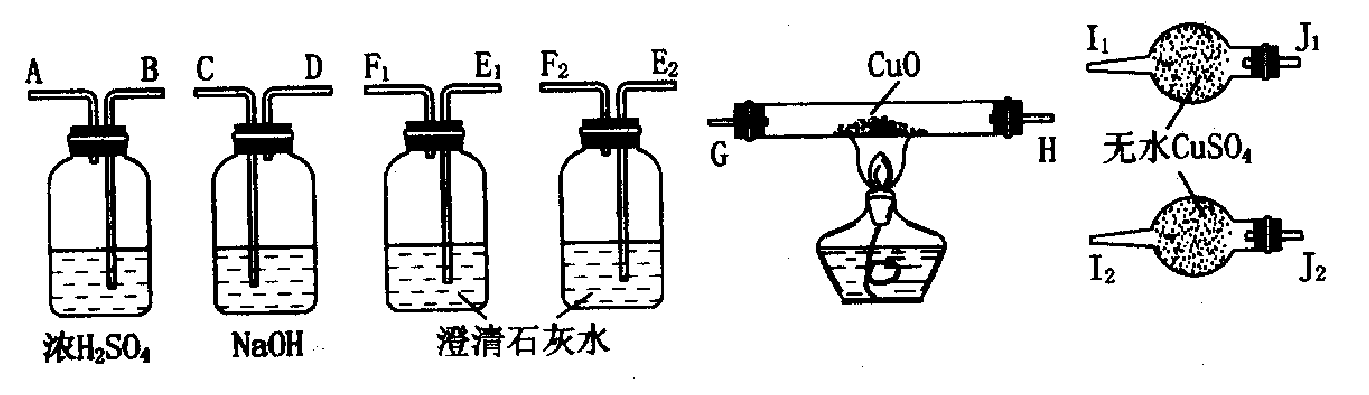 A B C D F₁ E₁ F₂ E₂
CuO
G H
I₁ J₁
无水CuSO₄
I₂ J₂
浓H₂SO₄ NaOH 澄清石灰水